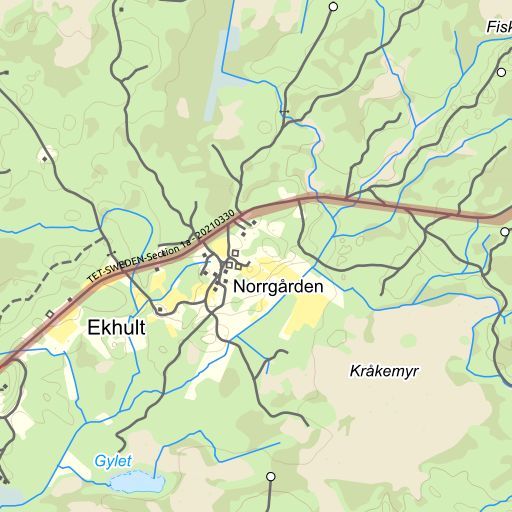 Fisk
TET-SWEDEN-Section 1a - 20210330
Norrgården
Ekhult
Kråkemyr
Gylet